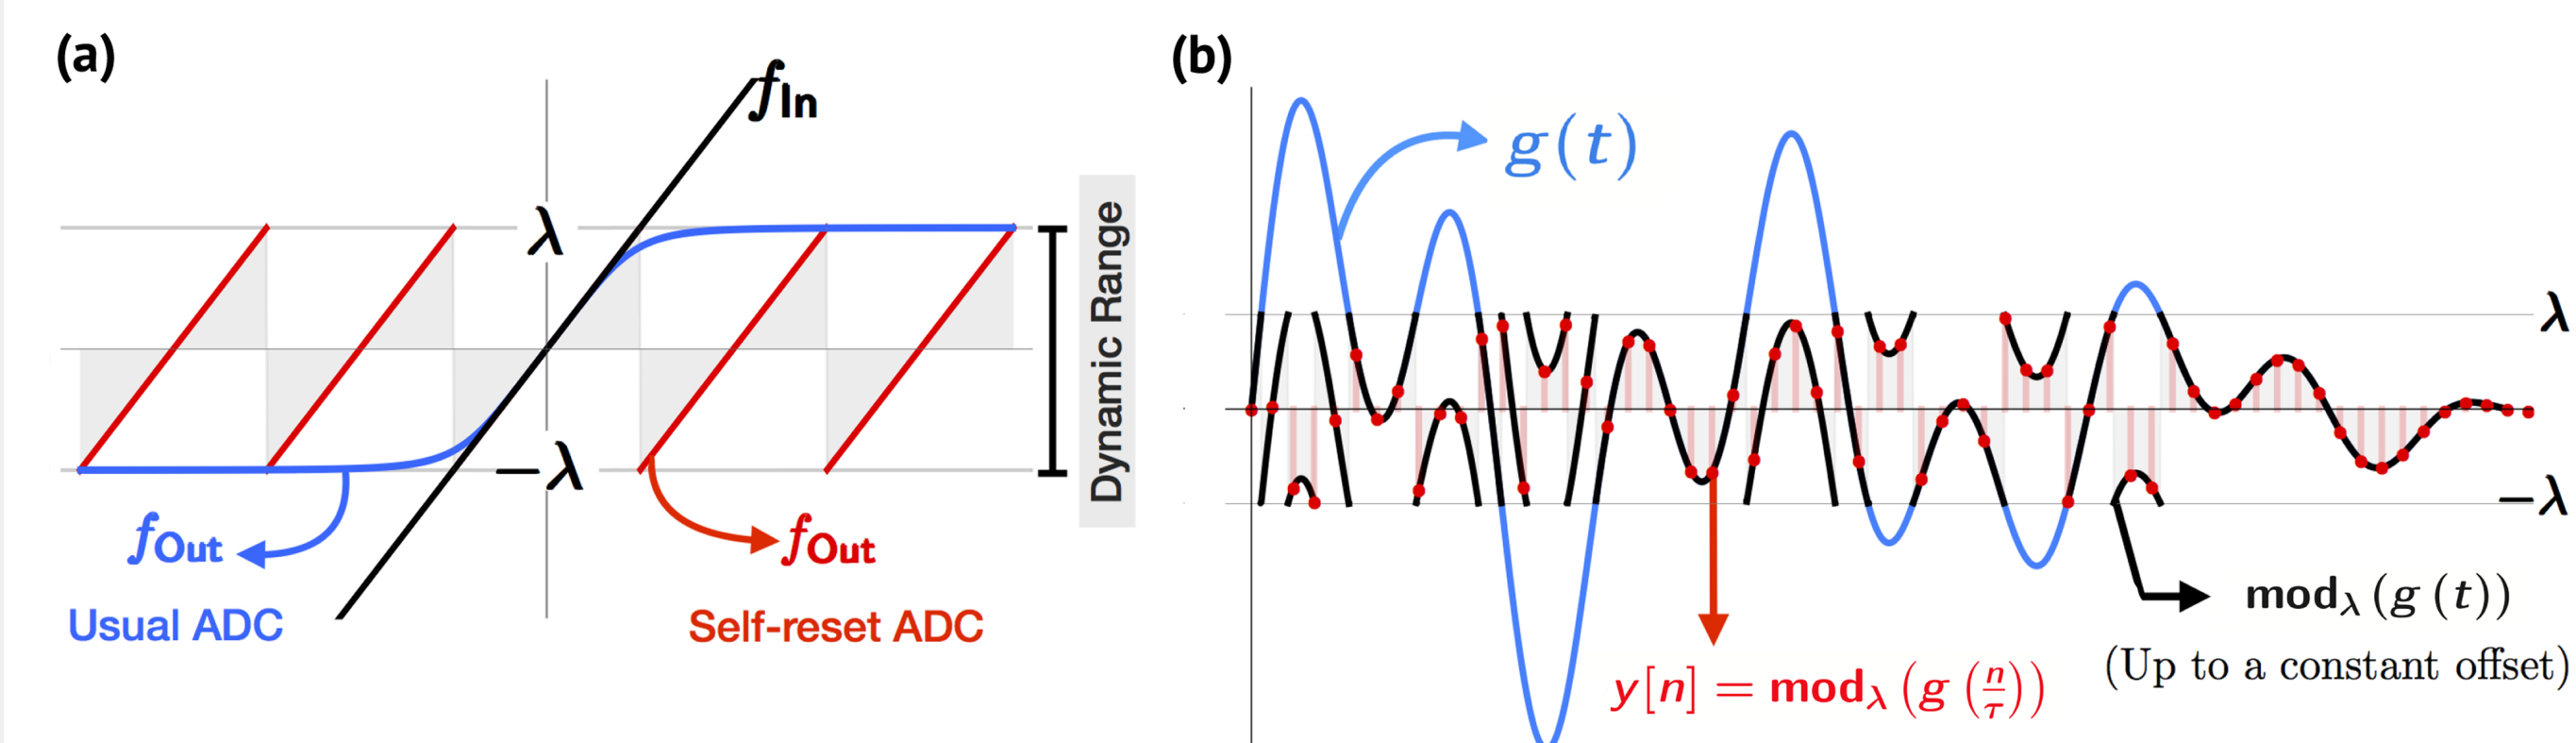 (a)
f_In
λ
−λ
f_Out
Usual ADC
f_Out
Self-reset ADC
Dynamic Range
(b)
g(t)
λ
−λ
mod_λ (g (t))
(Up to a constant offset)
y[n] = mod_λ (g (n/τ))